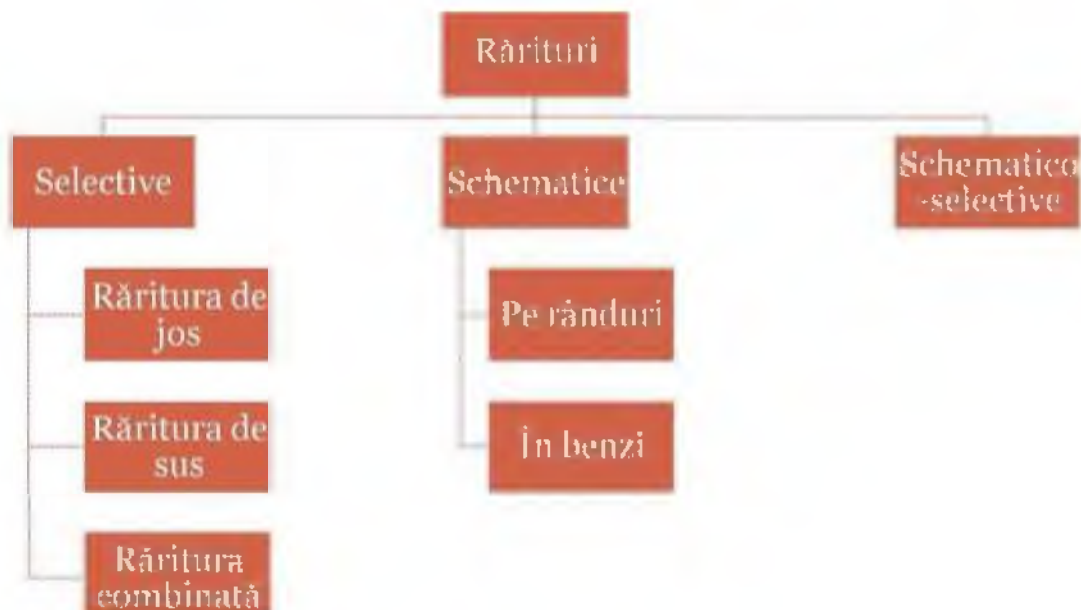 Rărituri
Selective
Schematice
Schematico
-selective
Răritura de
jos
Pe rânduri
Răritura de
sus
În benzi
Răritura
combinată